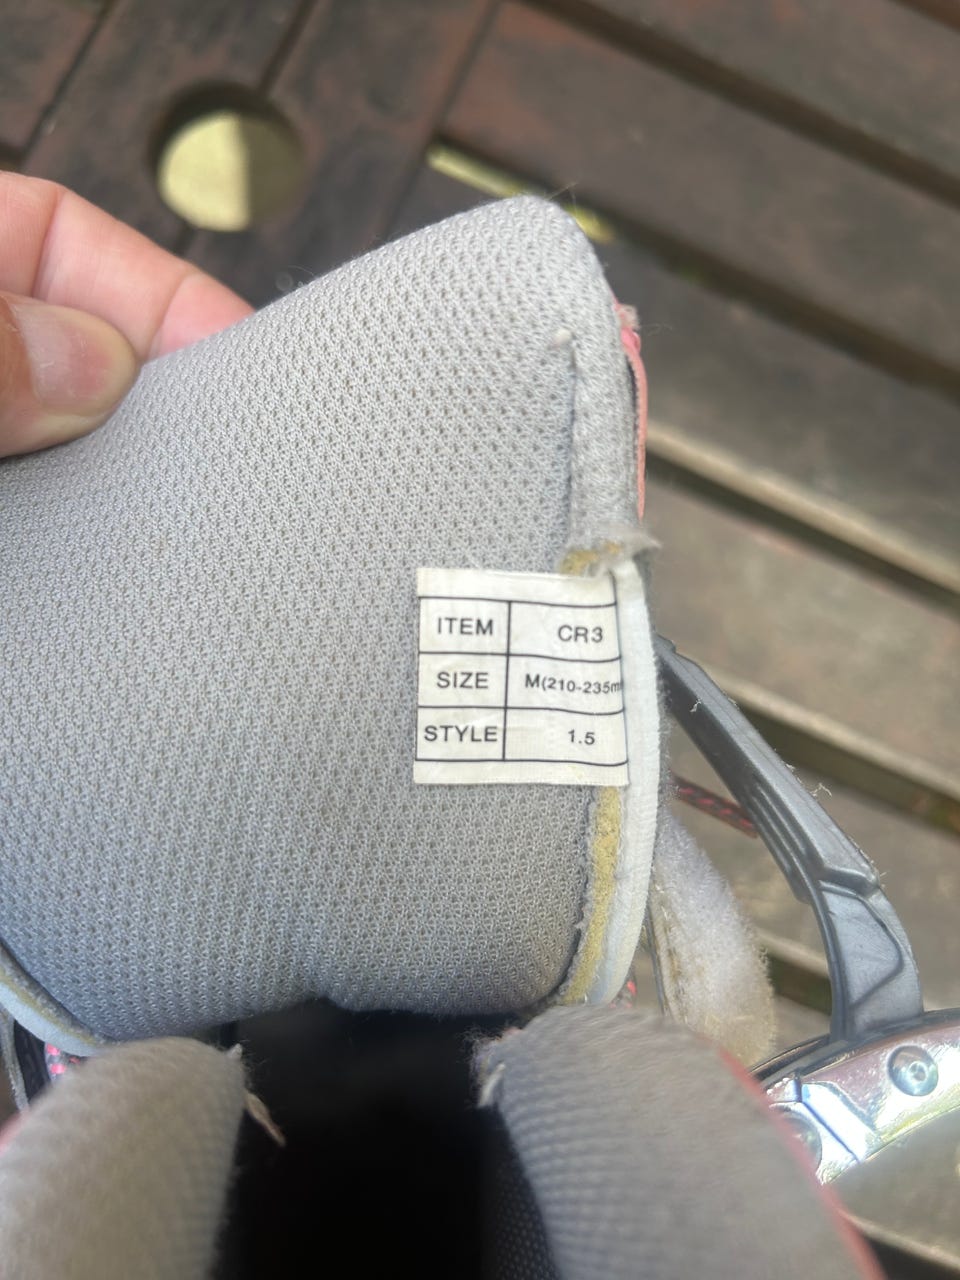 ITEM CR3
SIZE M(210-235m
STYLE 1.5